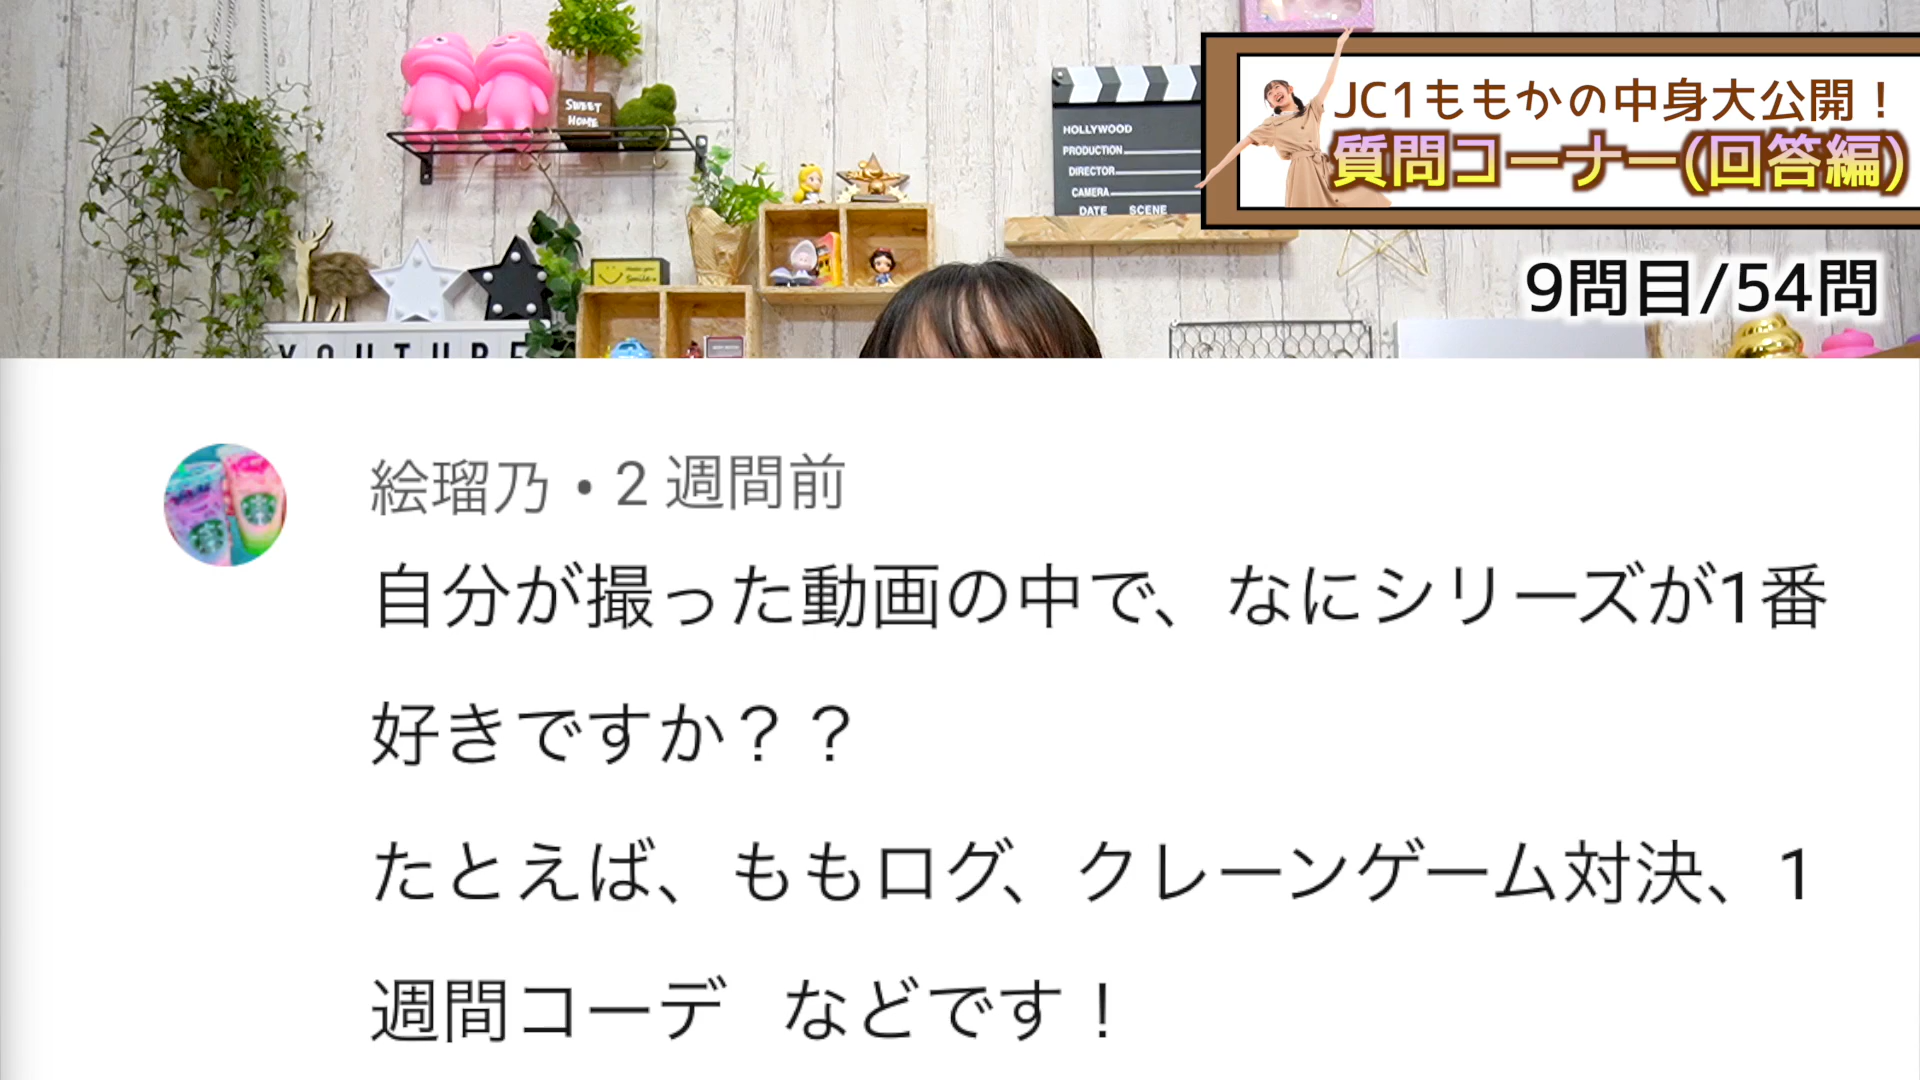 SWEET
HOME
HOLLYWOOD
PRODUCTION
DIRECTOR
CAMERA
DATE SCENE
JC1ももかの中身大公開！
質問コーナー(回答編)
9問目/54問
Smile
YOUTUBE
絵瑠乃・2 週間前
自分が撮った動画の中で、なにシリーズが1番
好きですか？？
たとえば、ももログ、クレーンゲーム対決、1
週間コーデ などです！